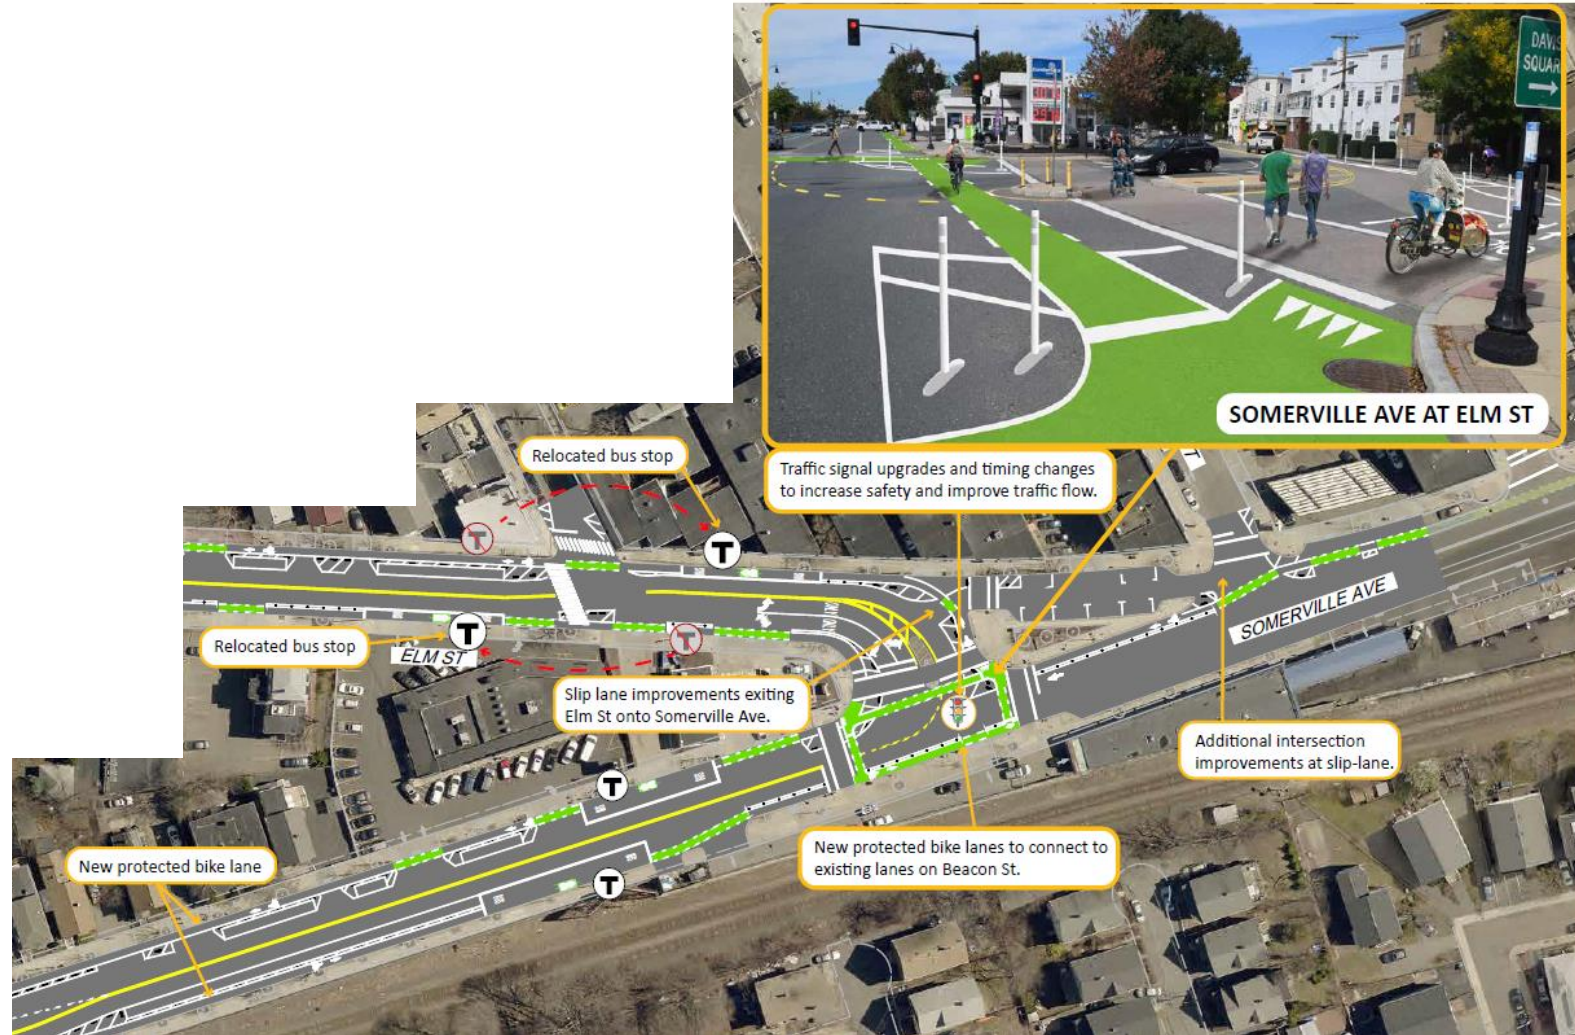 DAVIS
SQUARE
SOMERVILLE AVE AT ELM ST
Relocated bus stop
Traffic signal upgrades and timing changes
to increase safety and improve traffic flow.
T
T
T
T
Relocated bus stop
ELM ST
SOMERVILLE AVE
Slip lane improvements exiting
Elm St onto Somerville Ave.
Additional intersection
improvements at slip-lane.
T
New protected bike lanes to connect to
existing lanes on Beacon St.
New protected bike lane
T